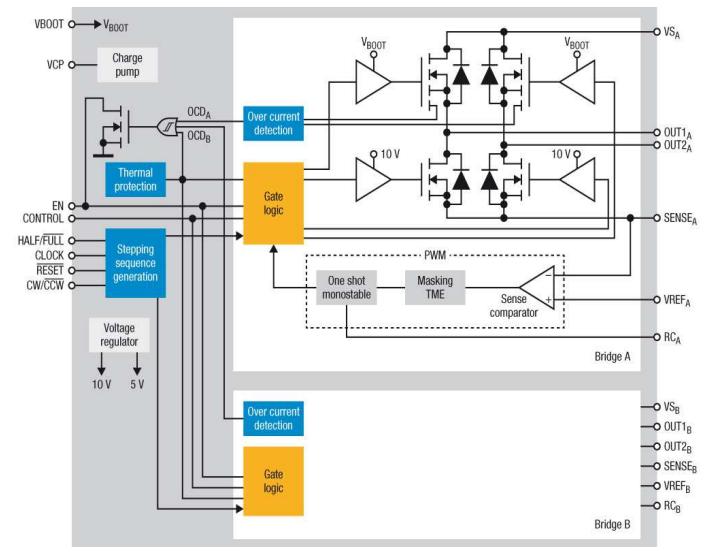 VBOOT
VBOOT
VCP
Charge
pump
OCDA
OCDB
Thermal
protection
EN
CONTROL
HALF/FULL
CLOCK
RESET
CW/CCW
Stepping
sequence
generation
Voltage
regulator
10 V
5 V
Over current
detection
Gate
logic
VBOOT
VBOOT
10 V
10 V
PWM
One shot
monostable
Masking
TME
Sense
comparator
−
+
Bridge A
VSA
OUT1A
OUT2A
SENSEA
VREFA
RCA
Over current
detection
Gate
logic
Bridge B
VSB
OUT1B
OUT2B
SENSEB
VREFB
RCB